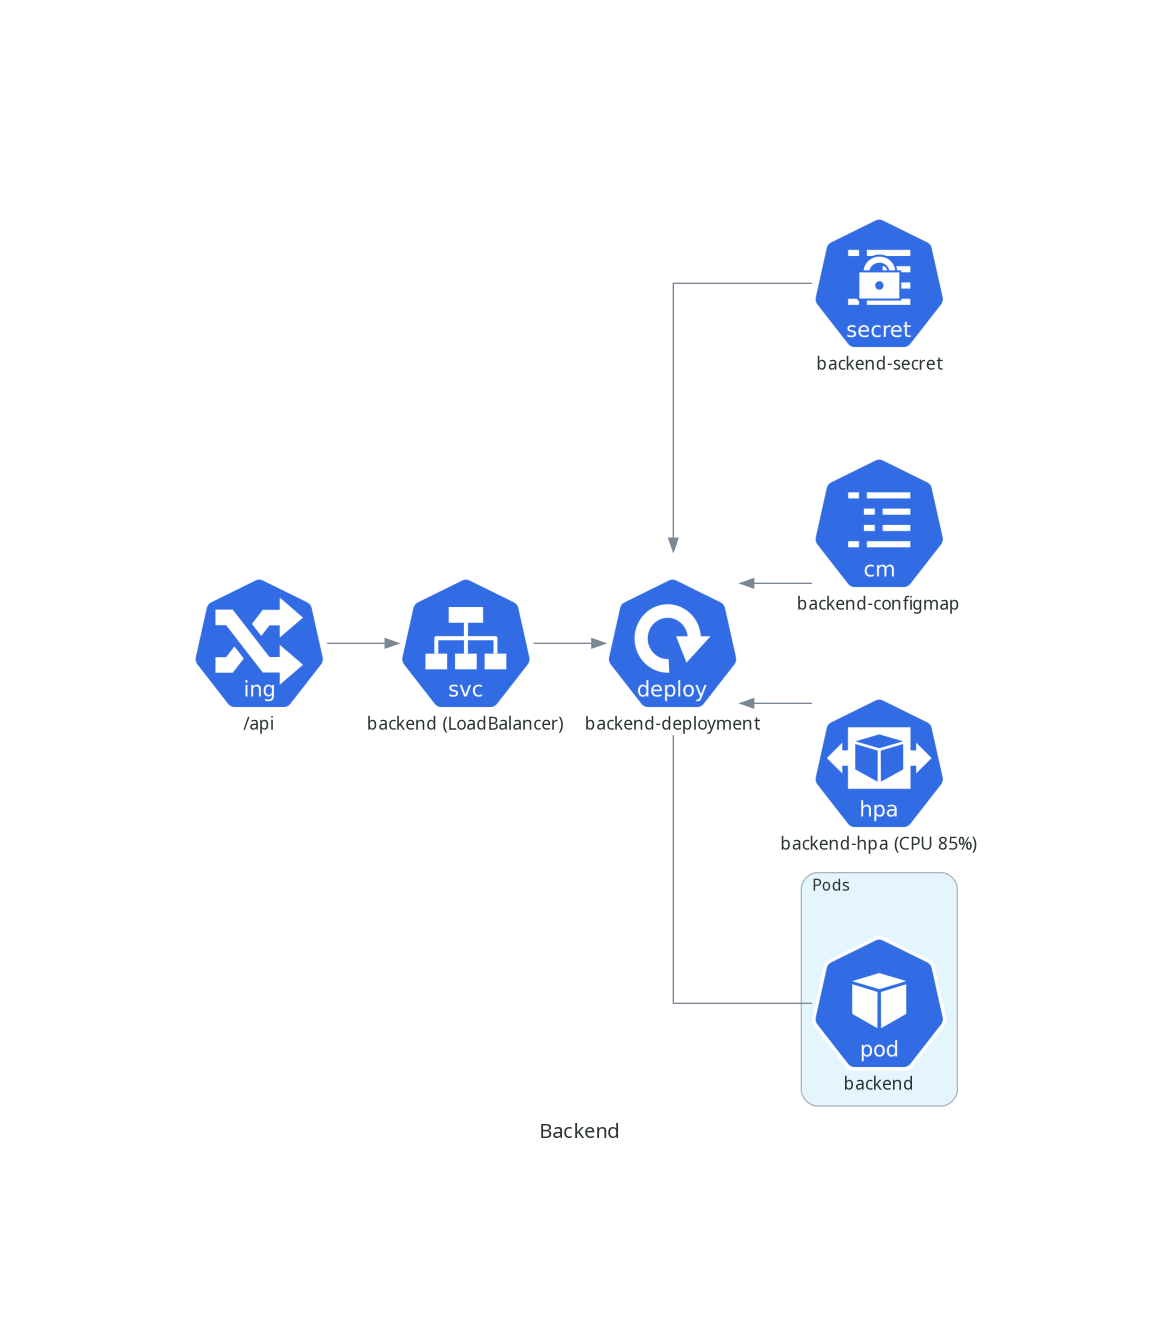 secret
backend-secret
cm
backend-configmap
ing
/api
svc
backend (LoadBalancer)
deploy
backend-deployment
hpa
backend-hpa (CPU 85%)
Pods
pod
backend
Backend